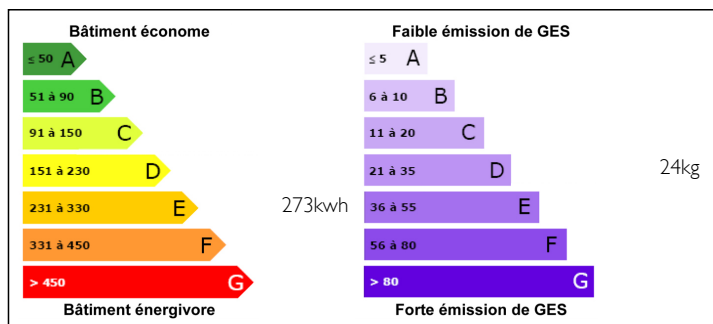 Bâtiment économe
≤ 50 A
51 à 90 B
91 à 150 C
151 à 230 D
231 à 330 E
331 à 450 F
> 450 G
Bâtiment énergivore
273kwh
Faible émission de GES
≤ 5 A
6 à 10 B
11 à 20 C
21 à 35 D
36 à 55 E
56 à 80 F
> 80 G
Forte émission de GES
24kg